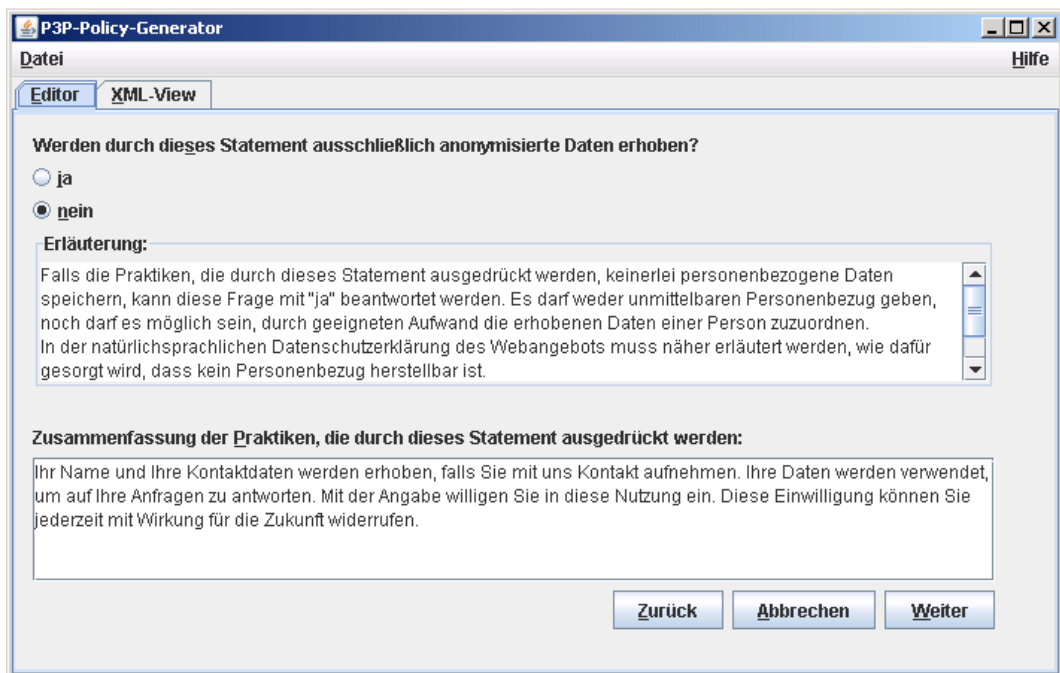 P3P-Policy-Generator
Datei Hilfe
Editor XML-View
Werden durch dieses Statement ausschließlich anonymisierte Daten erhoben?
ja
nein
Erläuterung:
Falls die Praktiken, die durch dieses Statement ausgedrückt werden, keinerlei personenbezogene Daten
speichern, kann diese Frage mit "ja" beantwortet werden. Es darf weder unmittelbaren Personenbezug geben,
noch darf es möglich sein, durch geeigneten Aufwand die erhobenen Daten einer Person zuzuordnen.
In der natürlichsprachlichen Datenschutzerklärung des Webangebots muss näher erläutert werden, wie dafür
gesorgt wird, dass kein Personenbezug herstellbar ist.
Zusammenfassung der Praktiken, die durch dieses Statement ausgedrückt werden:
Ihr Name und Ihre Kontaktdaten werden erhoben, falls Sie mit uns Kontakt aufnehmen. Ihre Daten werden verwendet,
um auf Ihre Anfragen zu antworten. Mit der Angabe willigen Sie in diese Nutzung ein. Diese Einwilligung können Sie
jederzeit mit Wirkung für die Zukunft widerrufen.
Zurück Abbrechen Weiter